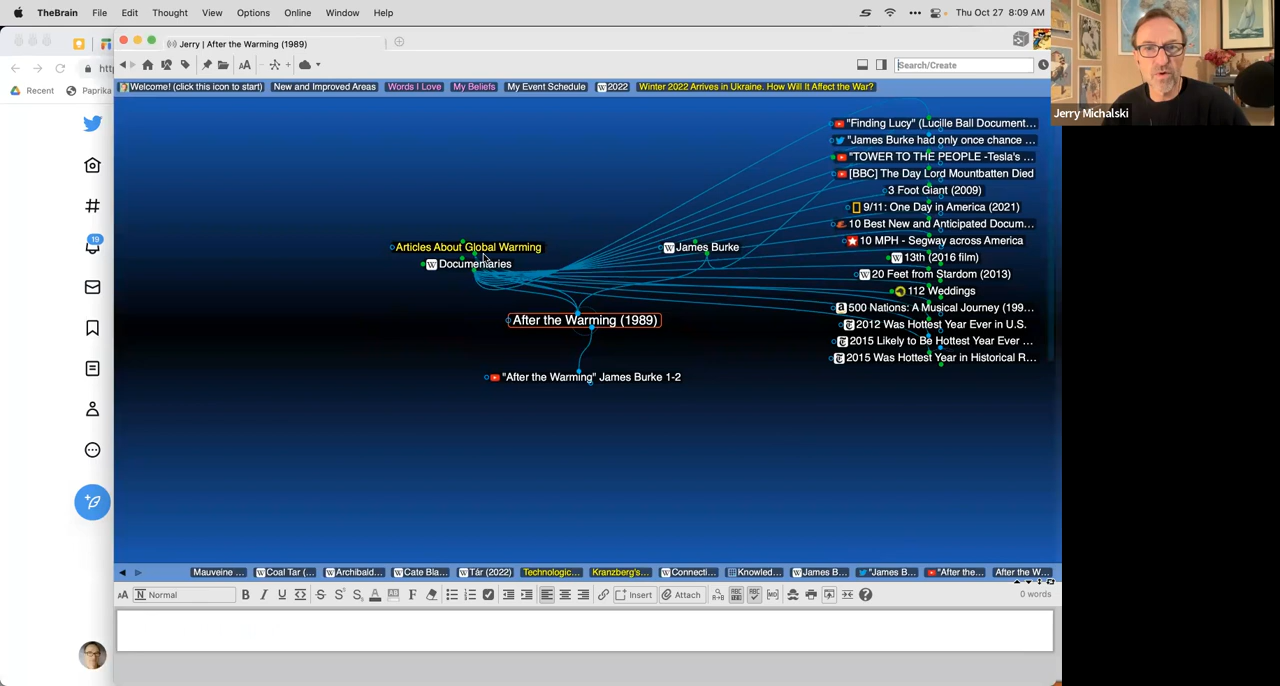 TheBrain File Edit Thought View Options Online Window Help
Thu Oct 27 8:09 AM
Jerry | After the Warming (1989)
Search/Create
Welcome! (click this icon to start) New and Improved Areas Words I Love My Beliefs My Event Schedule 2022 Winter 2022 Arrives in Ukraine. How Will It Affect the War?
Recent Paprika
19
Jerry Michalski
"Finding Lucy" (Lucille Ball Document...
"James Burke had only once chance ...
"TOWER TO THE PEOPLE -Tesla's ...
[BBC] The Day Lord Mountbatten Died
3 Foot Giant (2009)
9/11: One Day in America (2021)
10 Best New and Anticipated Docum...
10 MPH - Segway across America
13th (2016 film)
20 Feet from Stardom (2013)
112 Weddings
500 Nations: A Musical Journey (199...
2012 Was Hottest Year Ever in U.S.
2015 Likely to Be Hottest Year Ever ...
2015 Was Hottest Year in Historical R...
Articles About Global Warming
Documentaries
James Burke
After the Warming (1989)
"After the Warming" James Burke 1-2
Mauveine ... Coal Tar (... Archibald... Cate Bla... Tár (2022) Technologic... Kranzberg's... Connecti... Knowled... James B... "James B... "After the... After the W...
Normal B I U S S S A F Insert Attach 0 words